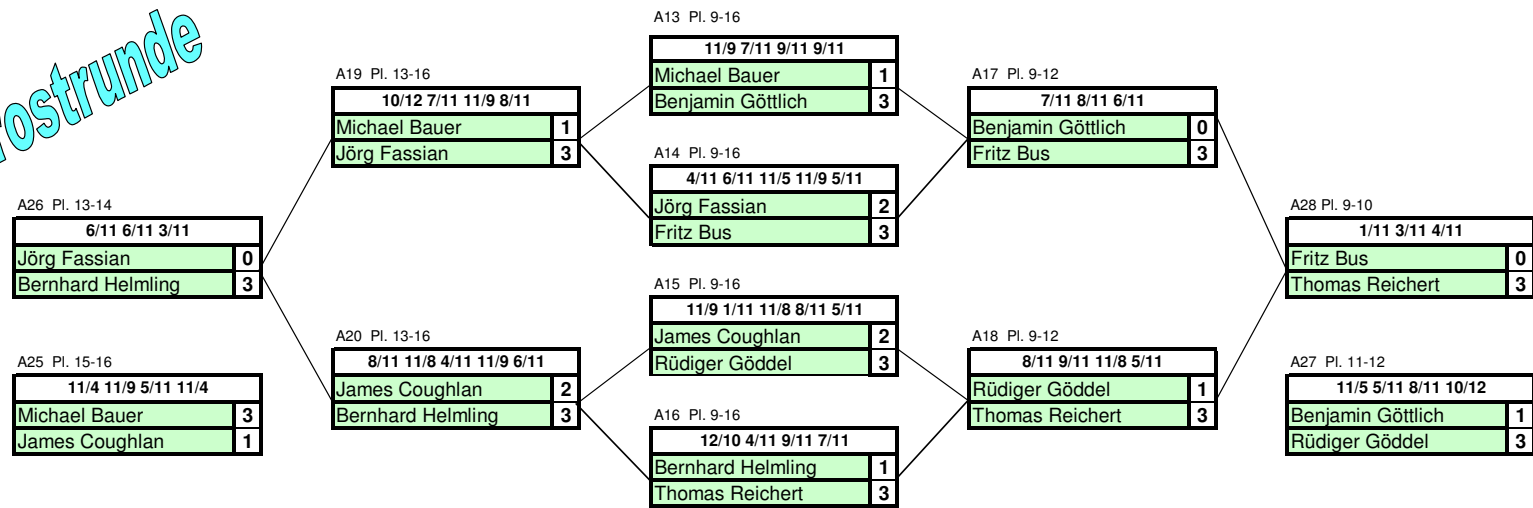 rostrunde
A13 Pl. 9-16
11/9 7/11 9/11 9/11
Michael Bauer 1
Benjamin Göttlich 3
A19 Pl. 13-16
10/12 7/11 11/9 8/11
Michael Bauer 1
Jörg Fassian 3
A17 Pl. 9-12
7/11 8/11 6/11
Benjamin Göttlich 0
Fritz Bus 3
A14 Pl. 9-16
4/11 6/11 11/5 11/9 5/11
Jörg Fassian 2
Fritz Bus 3
A26 Pl. 13-14
6/11 6/11 3/11
Jörg Fassian 0
Bernhard Helmling 3
A28 Pl. 9-10
1/11 3/11 4/11
Fritz Bus 0
Thomas Reichert 3
A15 Pl. 9-16
11/9 1/11 11/8 8/11 5/11
James Coughlan 2
Rüdiger Göddel 3
A20 Pl. 13-16
8/11 11/8 4/11 11/9 6/11
James Coughlan 2
Bernhard Helmling 3
A18 Pl. 9-12
8/11 9/11 11/8 5/11
Rüdiger Göddel 1
Thomas Reichert 3
A25 Pl. 15-16
11/4 11/9 5/11 11/4
Michael Bauer 3
James Coughlan 1
A27 Pl. 11-12
11/5 5/11 8/11 10/12
Benjamin Göttlich 1
Rüdiger Göddel 3
A16 Pl. 9-16
12/10 4/11 9/11 7/11
Bernhard Helmling 1
Thomas Reichert 3